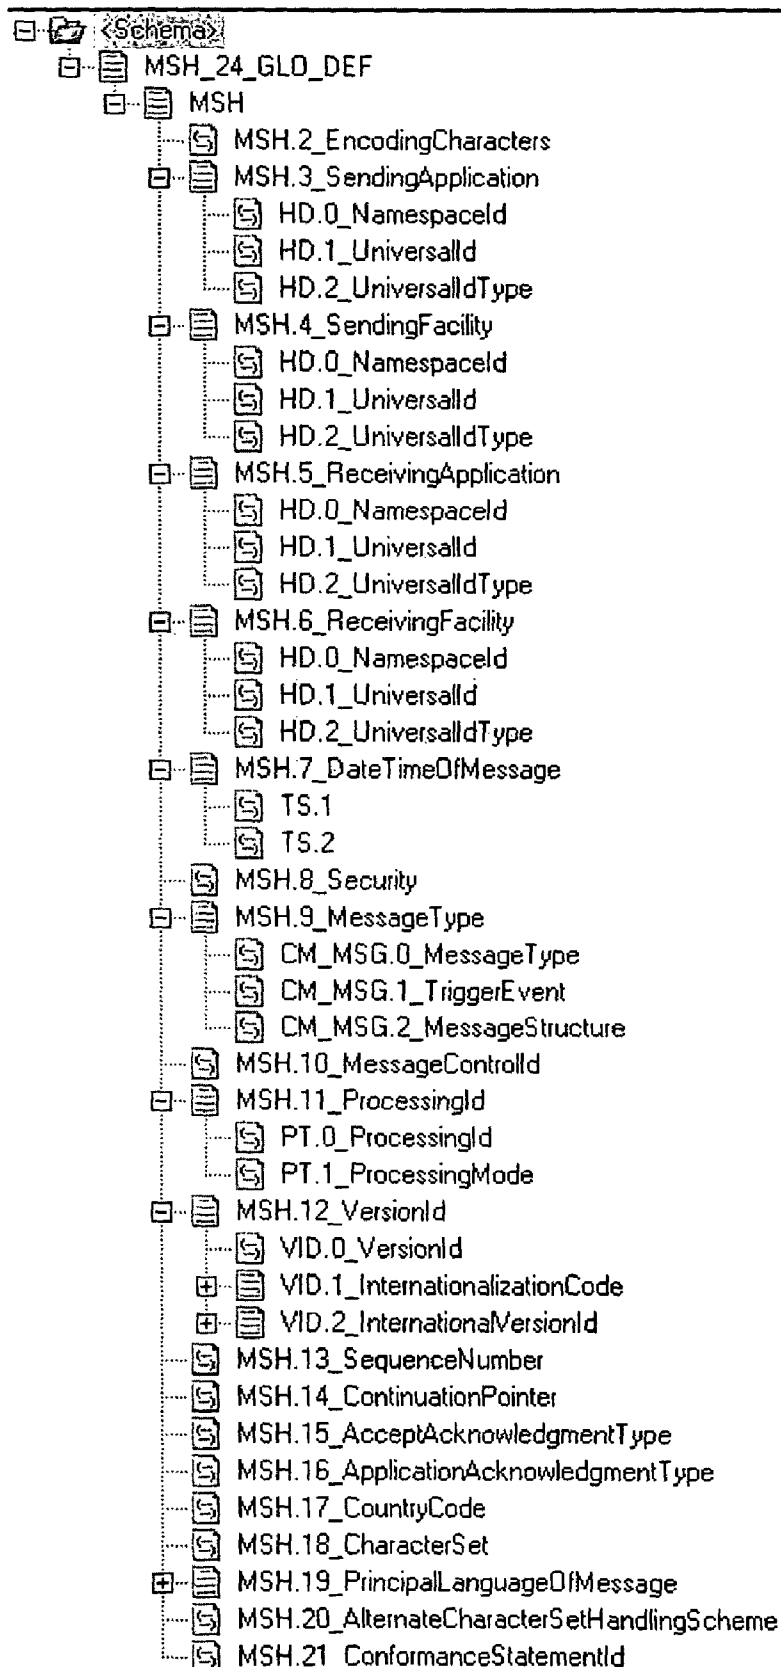 <Schema>
MSH_24_GLO_DEF
MSH
MSH.2_EncodingCharacters
MSH.3_SendingApplication
HD.0_NamespaceId
HD.1_UniversalId
HD.2_UniversalIdType
MSH.4_SendingFacility
HD.0_NamespaceId
HD.1_UniversalId
HD.2_UniversalIdType
MSH.5_ReceivingApplication
HD.0_NamespaceId
HD.1_UniversalId
HD.2_UniversalIdType
MSH.6_ReceivingFacility
HD.0_NamespaceId
HD.1_UniversalId
HD.2_UniversalIdType
MSH.7_DateTimeOfMessage
TS.1
TS.2
MSH.8_Security
MSH.9_MessageType
CM_MSG.0_MessageType
CM_MSG.1_TriggerEvent
CM_MSG.2_MessageStructure
MSH.10_MessageControlId
MSH.11_ProcessingId
PT.0_ProcessingId
PT.1_ProcessingMode
MSH.12_VersionId
VID.0_VersionId
VID.1_InternationalizationCode
VID.2_InternationalVersionId
MSH.13_SequenceNumber
MSH.14_ContinuationPointer
MSH.15_AcceptAcknowledgmentType
MSH.16_ApplicationAcknowledgmentType
MSH.17_CountryCode
MSH.18_CharacterSet
MSH.19_PrincipalLanguageOfMessage
MSH.20_AlternateCharacterSetHandlingScheme
MSH.21_ConformanceStatementId